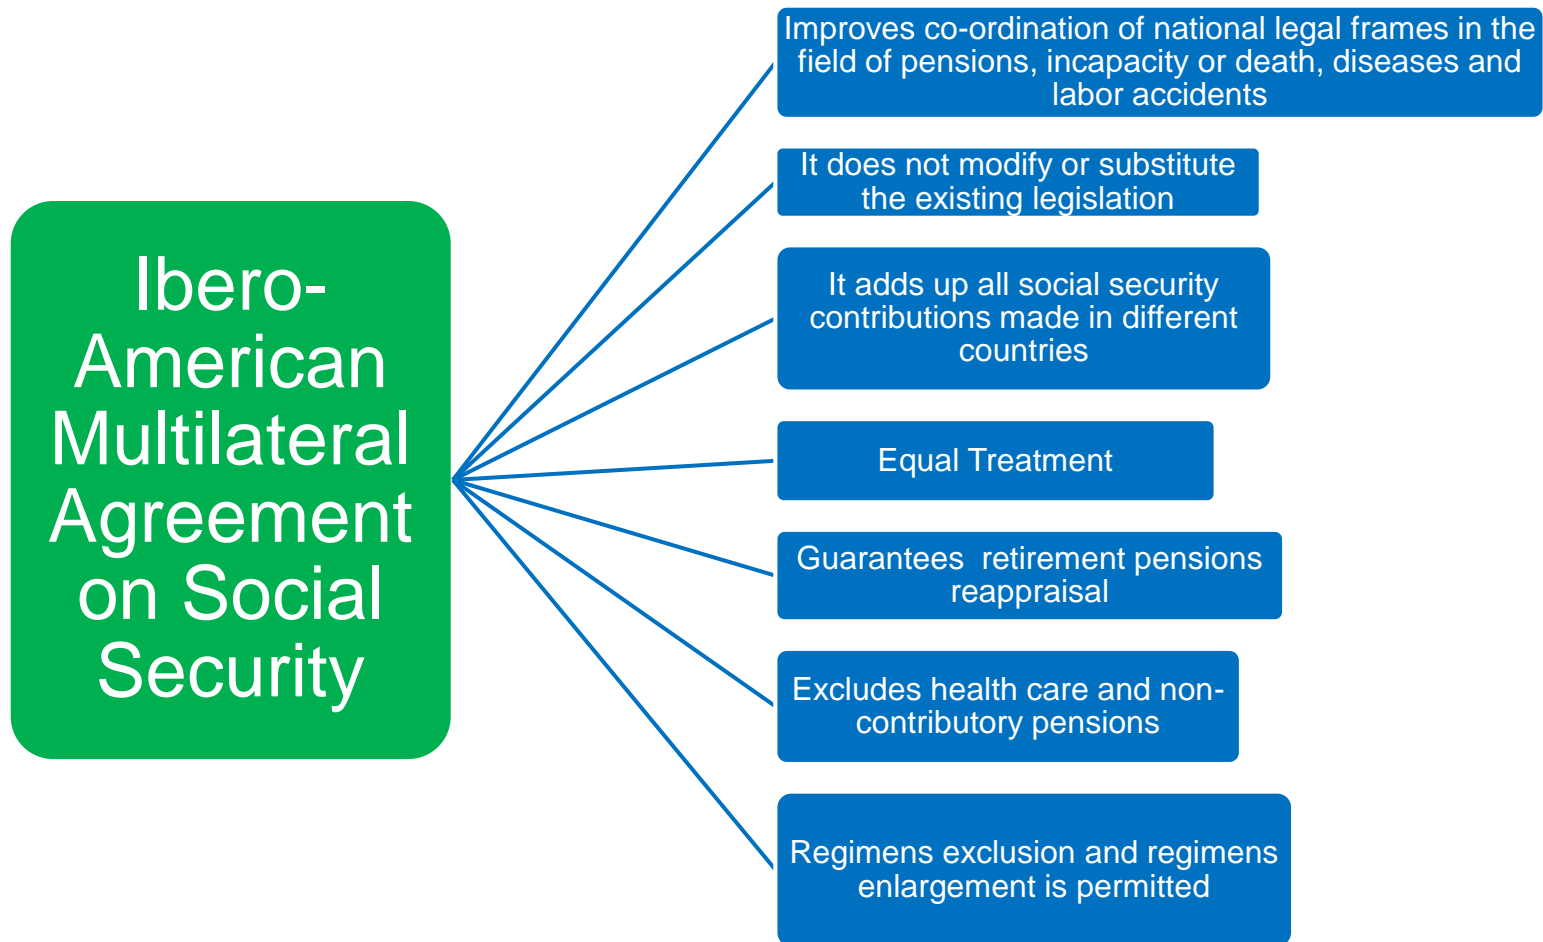 Ibero-
American
Multilateral
Agreement
on Social
Security
Improves co-ordination of national legal frames in the
field of pensions, incapacity or death, diseases and
labor accidents
It does not modify or substitute
the existing legislation
It adds up all social security
contributions made in different
countries
Equal Treatment
Guarantees  retirement pensions
reappraisal
Excludes health care and non-
contributory pensions
Regimens exclusion and regimens
enlargement is permitted